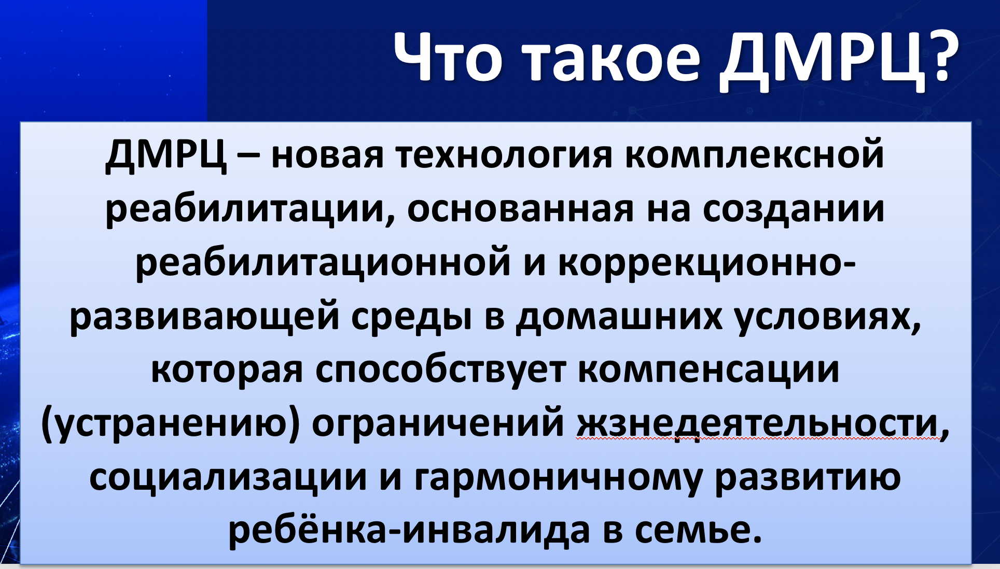 Что такое ДМРЦ?
ДМРЦ – новая технология комплексной
реабилитации, основанная на создании
реабилитационной и коррекционно-
развивающей среды в домашних условиях,
которая способствует компенсации
(устранению) ограничений жзнедеятельности,
социализации и гармоничному развитию
ребёнка-инвалида в семье.